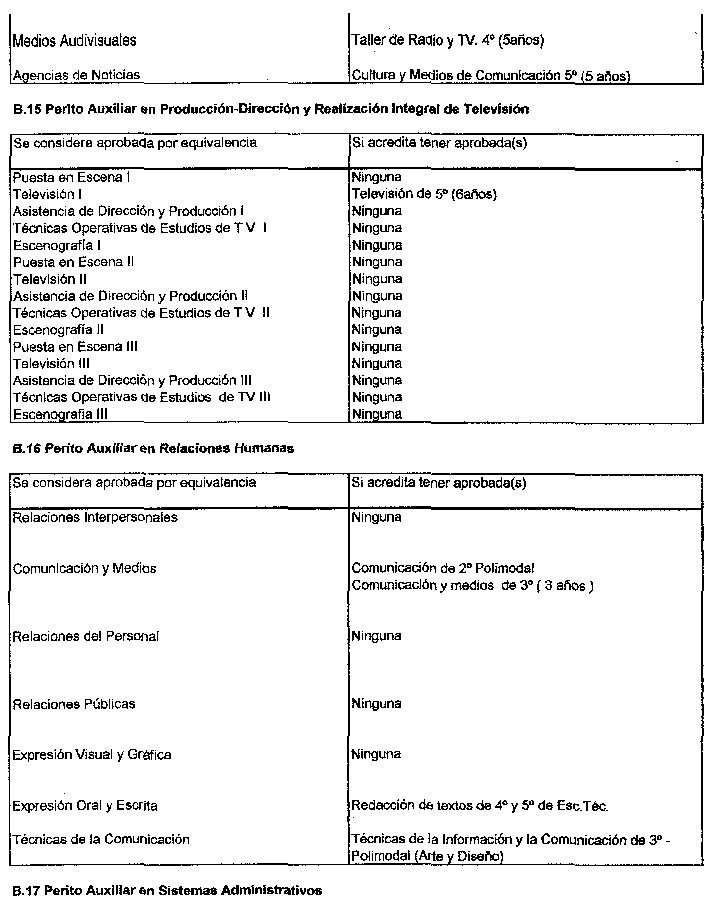 Medios Audivisuales Taller de Radio y TV. 4º (5años)
Agencias de Noticias Cultura y Medios de Comunicación 5º (5 años)
B.15 Perito Auxiliar en Producción-Dirección y Realización Integral de Televisión
Se considera aprobada por equivalencia Si acredita tener aprobada(s)
Puesta en Escena I Ninguna
Televisión I Televisión de 5º (6años)
Asistencia de Dirección y Producción I Ninguna
Técnicas Operativas de Estudios de T V I Ninguna
Escenografía I Ninguna
Puesta en Escena II Ninguna
Televisión II Ninguna
Asistencia de Dirección y Producción II Ninguna
Técnicas Operativas de Estudios de T V II Ninguna
Escenografía II Ninguna
Puesta en Escena III Ninguna
Televisión III Ninguna
Asistencia de Dirección y Producción III Ninguna
Técnicas Operativas de Estudios de TV III Ninguna
Escenografia III Ninguna
B.16 Perito Auxiliar en Relaciones Humanas
Se considera aprobada por equivalencia Si acredita tener aprobada(s)
Relaciones Interpersonales Ninguna
Comunicación y Medios Comunicación de 2º Polimodal
Comunicación y medios de 3º ( 3 años )
Relaciones del Personal Ninguna
Relaciones Públicas Ninguna
Expresión Visual y Gráfica Ninguna
Expresión Oral y Escrita Redacción de textos de 4º y 5º de Esc.Téc.
Técnicas de la Comunicación Técnicas de la Información y la Comunicación de 3º -
Polimodal (Arte y Diseño)
B.17 Perito Auxiliar en Sistemas Administrativos